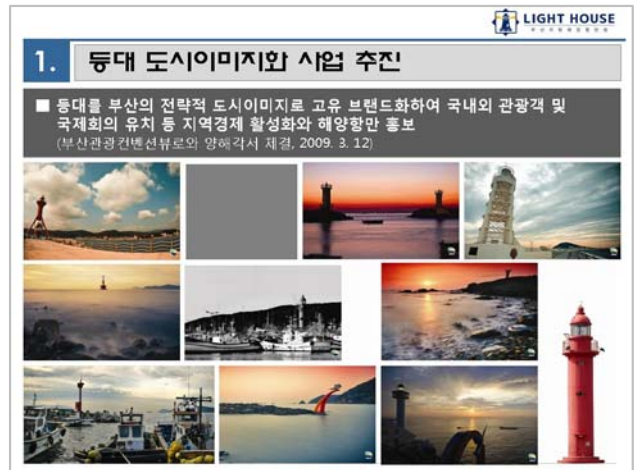 LIGHT HOUSE
1. 등대 도시이미지화 사업 추진
■ 등대를 부산의 전략적 도시이미지로 고유 브랜드화하여 국내외 관광객 및
국제회의 유치 등 지역경제 활성화와 해양항만 홍보
(부산관광컨벤션뷰로와 양해각서 체결, 2009. 3. 12)